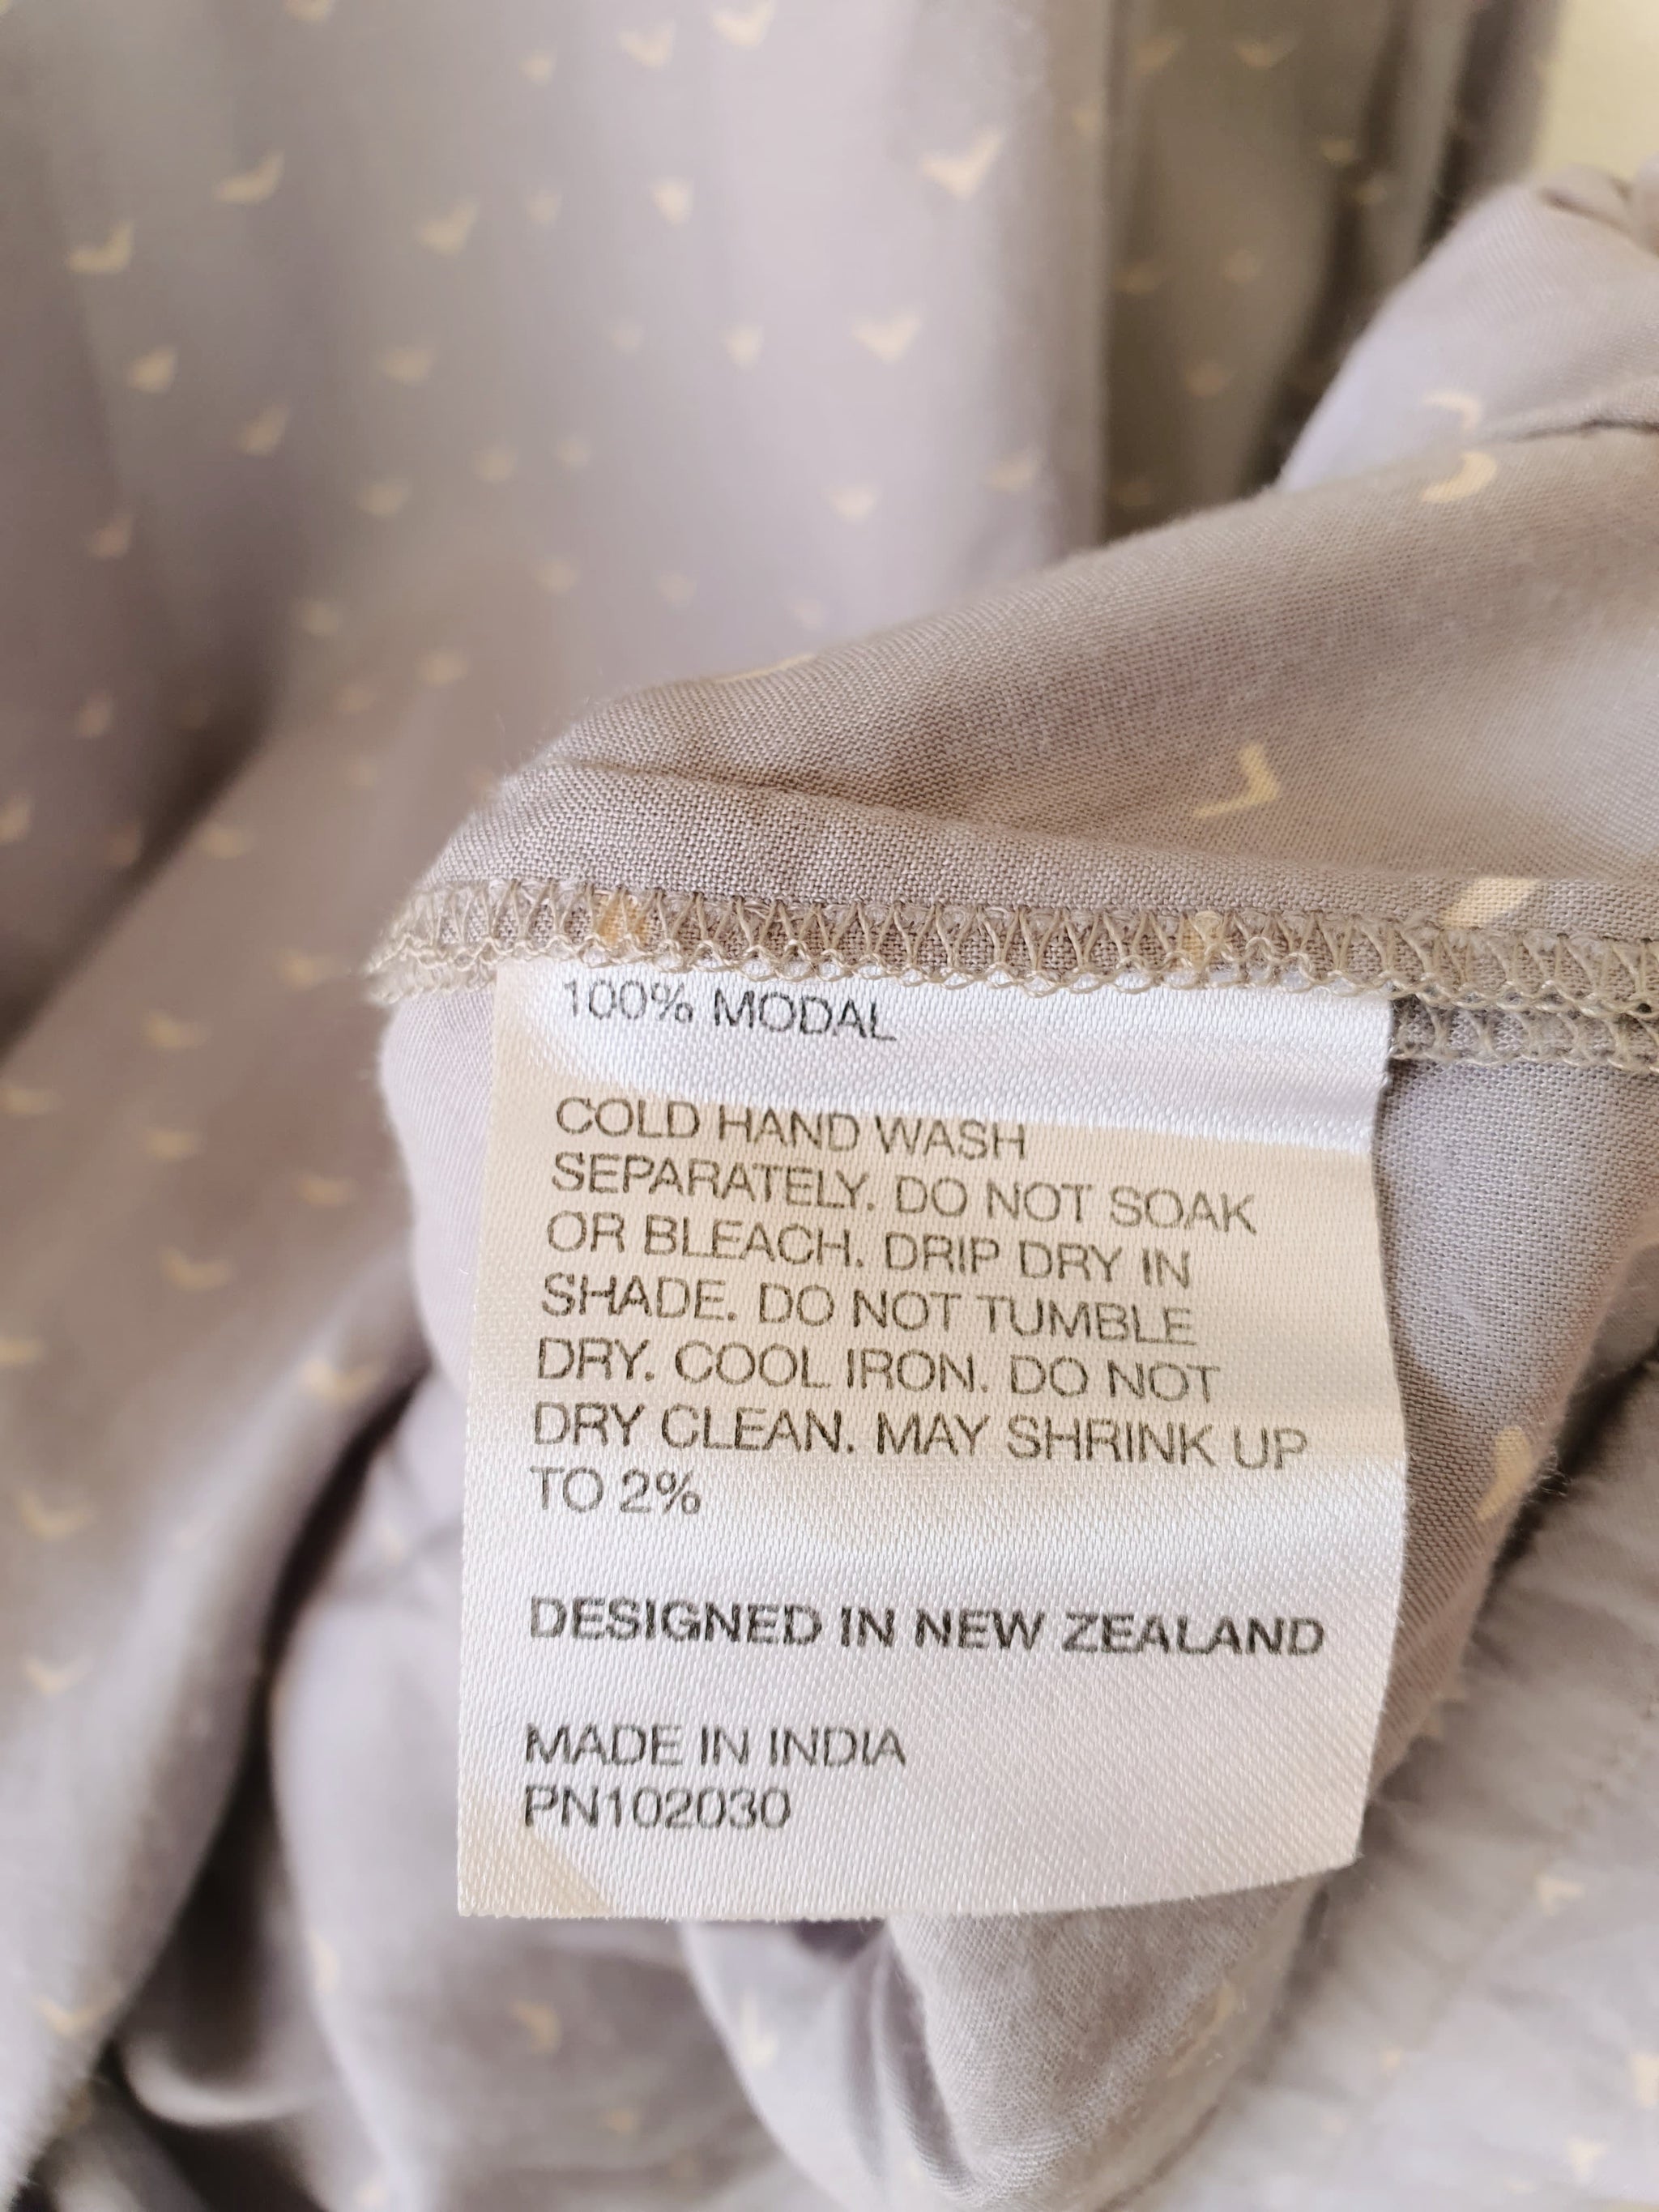 100% MODAL
COLD HAND WASH
SEPARATELY. DO NOT SOAK
OR BLEACH. DRIP DRY IN
SHADE. DO NOT TUMBLE
DRY. COOL IRON. DO NOT
DRY CLEAN. MAY SHRINK UP
TO 2%
DESIGNED IN NEW ZEALAND
MADE IN INDIA
PN102030